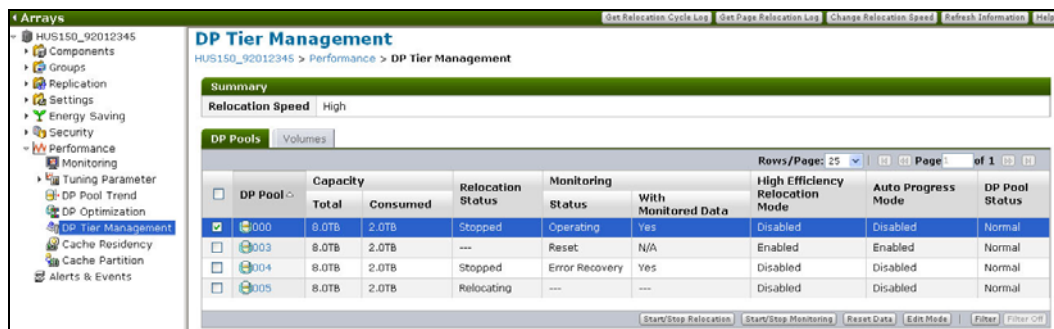 Arrays
Get Relocation Cycle Log Get Page Relocation Log Change Relocation Speed Refresh Information Help
HUS150_92012345
Components
Groups
Replication
Settings
Energy Saving
Security
Performance
Monitoring
Tuning Parameter
DP Pool Trend
DP Optimization
DP Tier Management
Cache Residency
Cache Partition
Alerts & Events
DP Tier Management
HUS150_92012345 > Performance > DP Tier Management
Summary
Relocation Speed High
DP Pools Volumes
Rows/Page: 25 Page 1 of 1
DP Pool Capacity Relocation Status Monitoring High Efficiency Relocation Mode Auto Progress Mode DP Pool Status
Total Consumed Status With Monitored Data
000 8.0TB 2.0TB Stopped Operating Yes Disabled Disabled Normal
003 8.0TB 2.0TB --- Reset N/A Enabled Enabled Normal
004 8.0TB 2.0TB Stopped Error Recovery Yes Disabled Disabled Normal
005 8.0TB 2.0TB Relocating --- --- Disabled Disabled Normal
Start/Stop Relocation Start/Stop Monitoring Reset Data Edit Mode Filter Filter Off